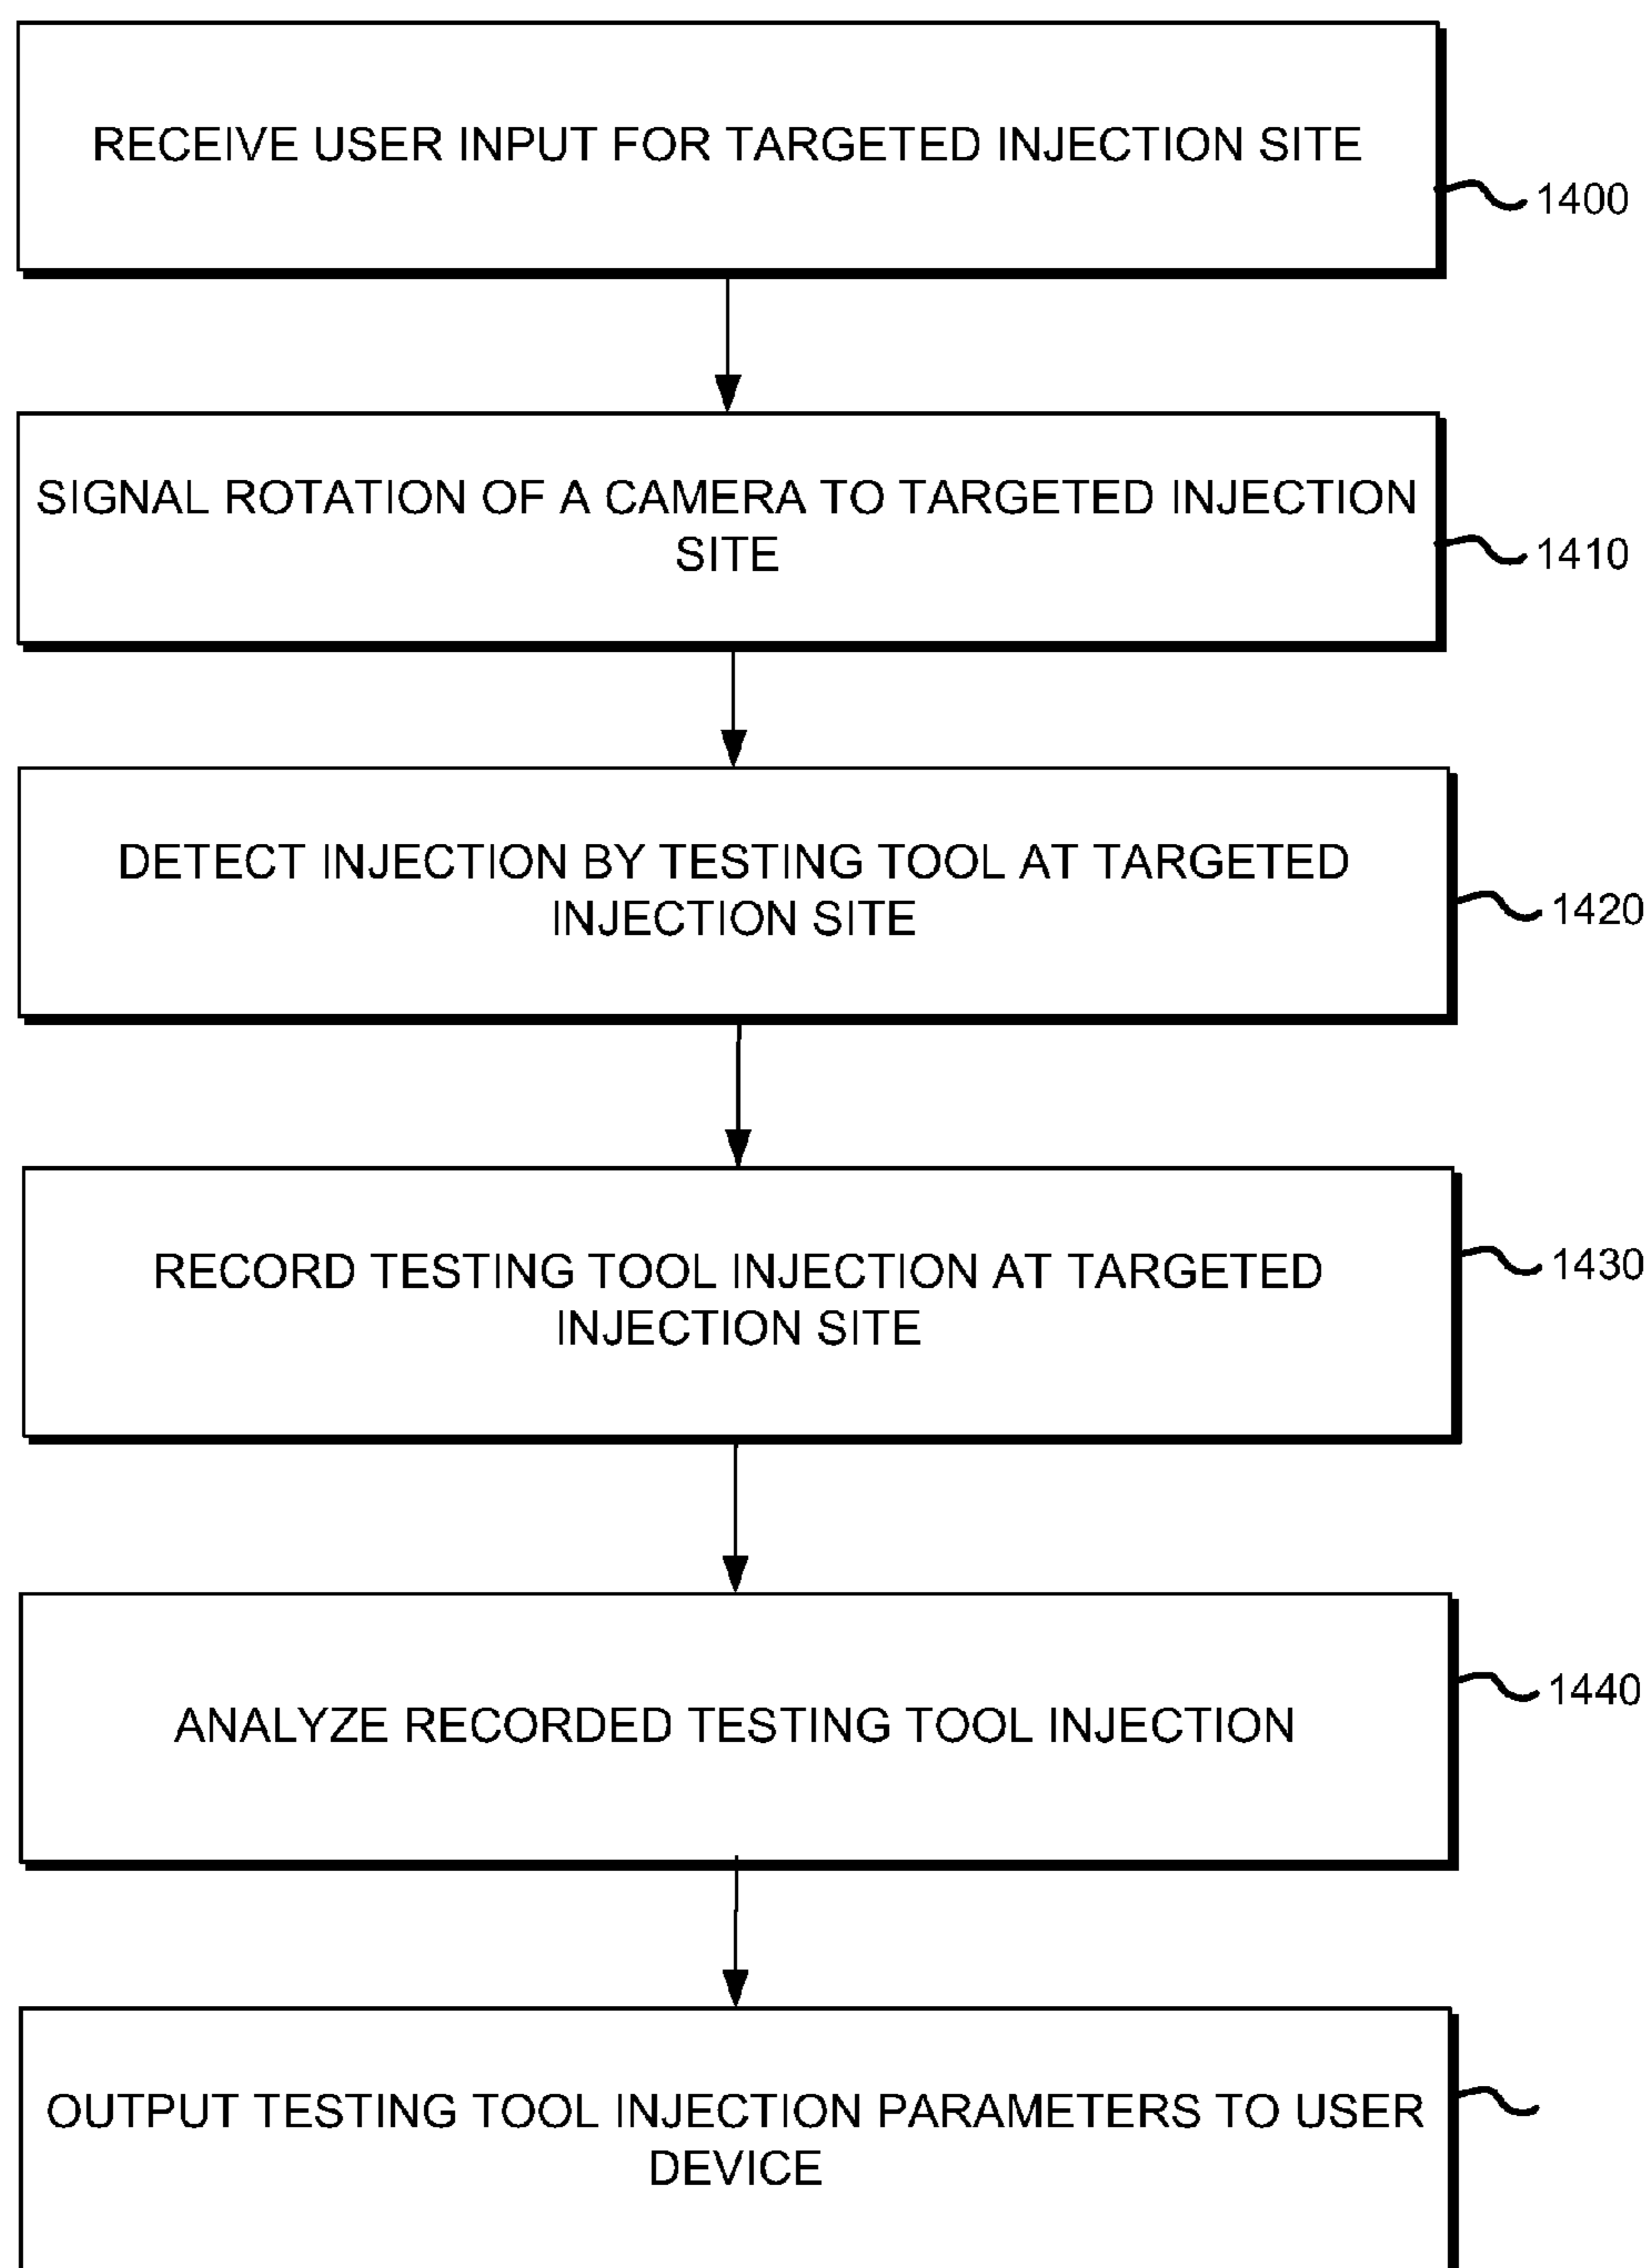 RECEIVE USER INPUT FOR TARGETED INJECTION SITE
1400
SIGNAL ROTATION OF A CAMERA TO TARGETED INJECTION
SITE
1410
DETECT INJECTION BY TESTING TOOL AT TARGETED
INJECTION SITE
1420
RECORD TESTING TOOL INJECTION AT TARGETED
INJECTION SITE
1430
ANALYZE RECORDED TESTING TOOL INJECTION
1440
OUTPUT TESTING TOOL INJECTION PARAMETERS TO USER
DEVICE